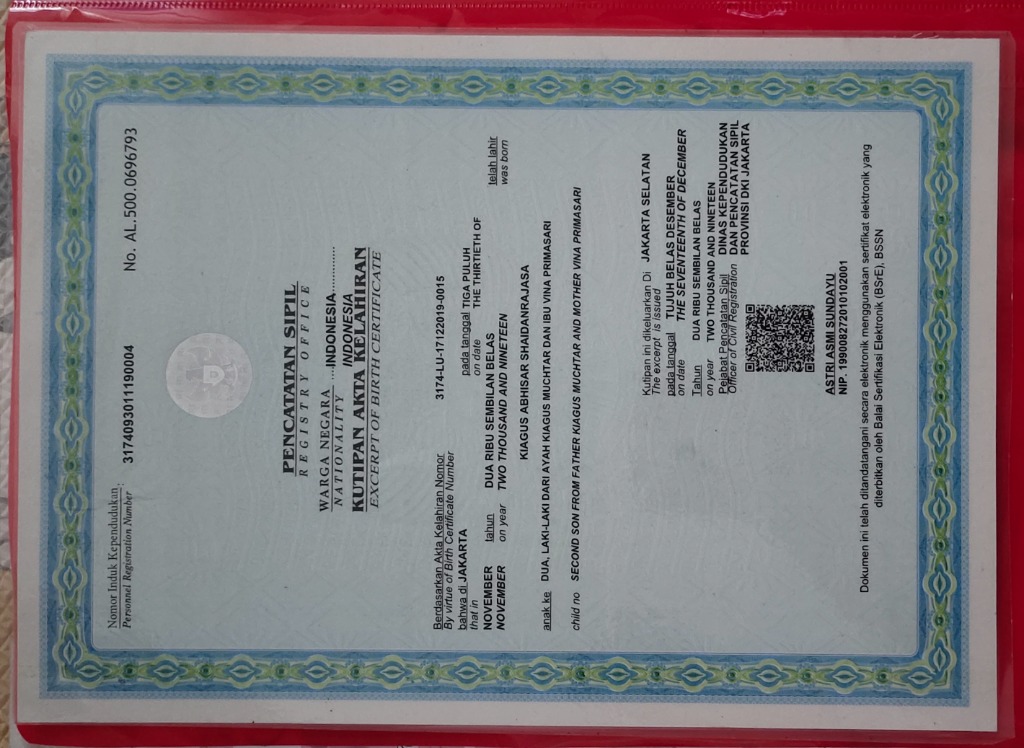 Nomor Induk Kependudukan : 3174093011190004
Personnel Registration Number
No. AL.500.0696793
PENCATATAN SIPIL
REGISTRY OFFICE
WARGA NEGARA ....INDONESIA................
NATIONALITY INDONESIA
KUTIPAN AKTA KELAHIRAN
EXCERPT OF BIRTH CERTIFICATE
Berdasarkan Akta Kelahiran Nomor 3174-LU-17122019-0015
By virtue of Birth Certificate Number
bahwa di JAKARTA pada tanggal TIGA PULUH
that in on date THE THIRTIETH OF
NOVEMBER tahun DUA RIBU SEMBILAN BELAS telah lahir
NOVEMBER on year TWO THOUSAND AND NINETEEN was born
KIAGUS ABHISAR SHAIDANRAJASA
anak ke DUA, LAKI-LAKI DARI AYAH KIAGUS MUCHTAR DAN IBU VINA PRIMASARI
child no SECOND SON FROM FATHER KIAGUS MUCHTAR AND MOTHER VINA PRIMASARI
Kutipan ini dikeluarkan Di JAKARTA SELATAN
The excerpt is issued
pada tanggal TUJUH BELAS DESEMBER
on date THE SEVENTEENTH OF DECEMBER
Tahun DUA RIBU SEMBILAN BELAS
on year TWO THOUSAND AND NINETEEN
Pejabat Pencatatan Sipil DINAS KEPENDUDUKAN
Officer of Civil Registration DAN PENCATATAN SIPIL
PROVINSI DKI JAKARTA
ASTRI ASMI SUNDAYU
NIP. 199008272010102001
Dokumen ini telah ditandatangani secara elektronik menggunakan sertifikat elektronik yang
diterbitkan oleh Balai Sertifikasi Elektronik (BSrE), BSSN